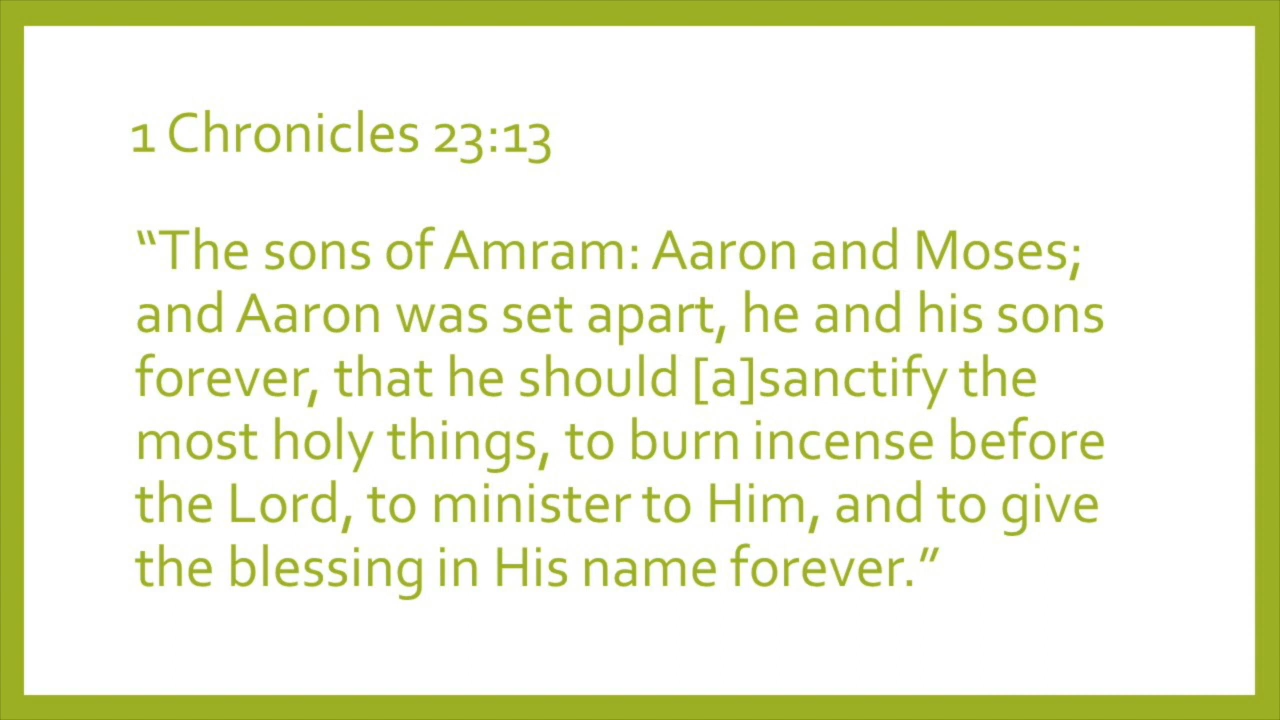 1 Chronicles 23:13
“The sons of Amram: Aaron and Moses;
and Aaron was set apart, he and his sons
forever, that he should [a]sanctify the
most holy things, to burn incense before
the Lord, to minister to Him, and to give
the blessing in His name forever.”